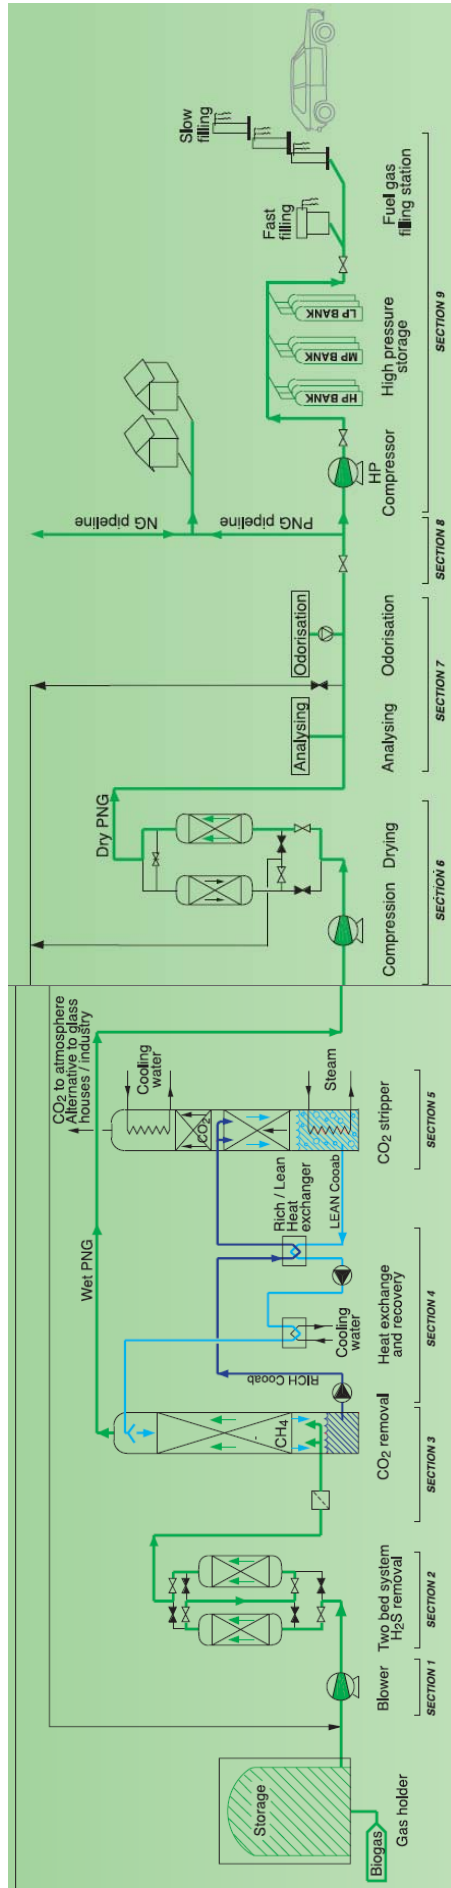 Storage
Biogas
Gas holder
Blower
SECTION 1
Two bed system
H2S removal
SECTION 2
CH4
CO2 removal
SECTION 3
Wet PNG
RICH Cooab
Cooling
water
Rich / Lean
Heat
exchanger
Heat exchange
and recovery
SECTION 4
CO2 to atmosphere
Alternative to glass
houses / industry
Cooling
water
CO2
Steam
LEAN Cooab
CO2 stripper
SECTION 5
Dry PNG
Compression
Drying
SECTION 6
Analysing
Odorisation
Analysing
Odorisation
SECTION 7
NG pipeline
PNG pipeline
SECTION 8
HP
Compressor
HP BANK
MP BANK
LP BANK
High pressure
storage
Fast
filling
Slow
filling
Fuel gas
filling station
SECTION 9